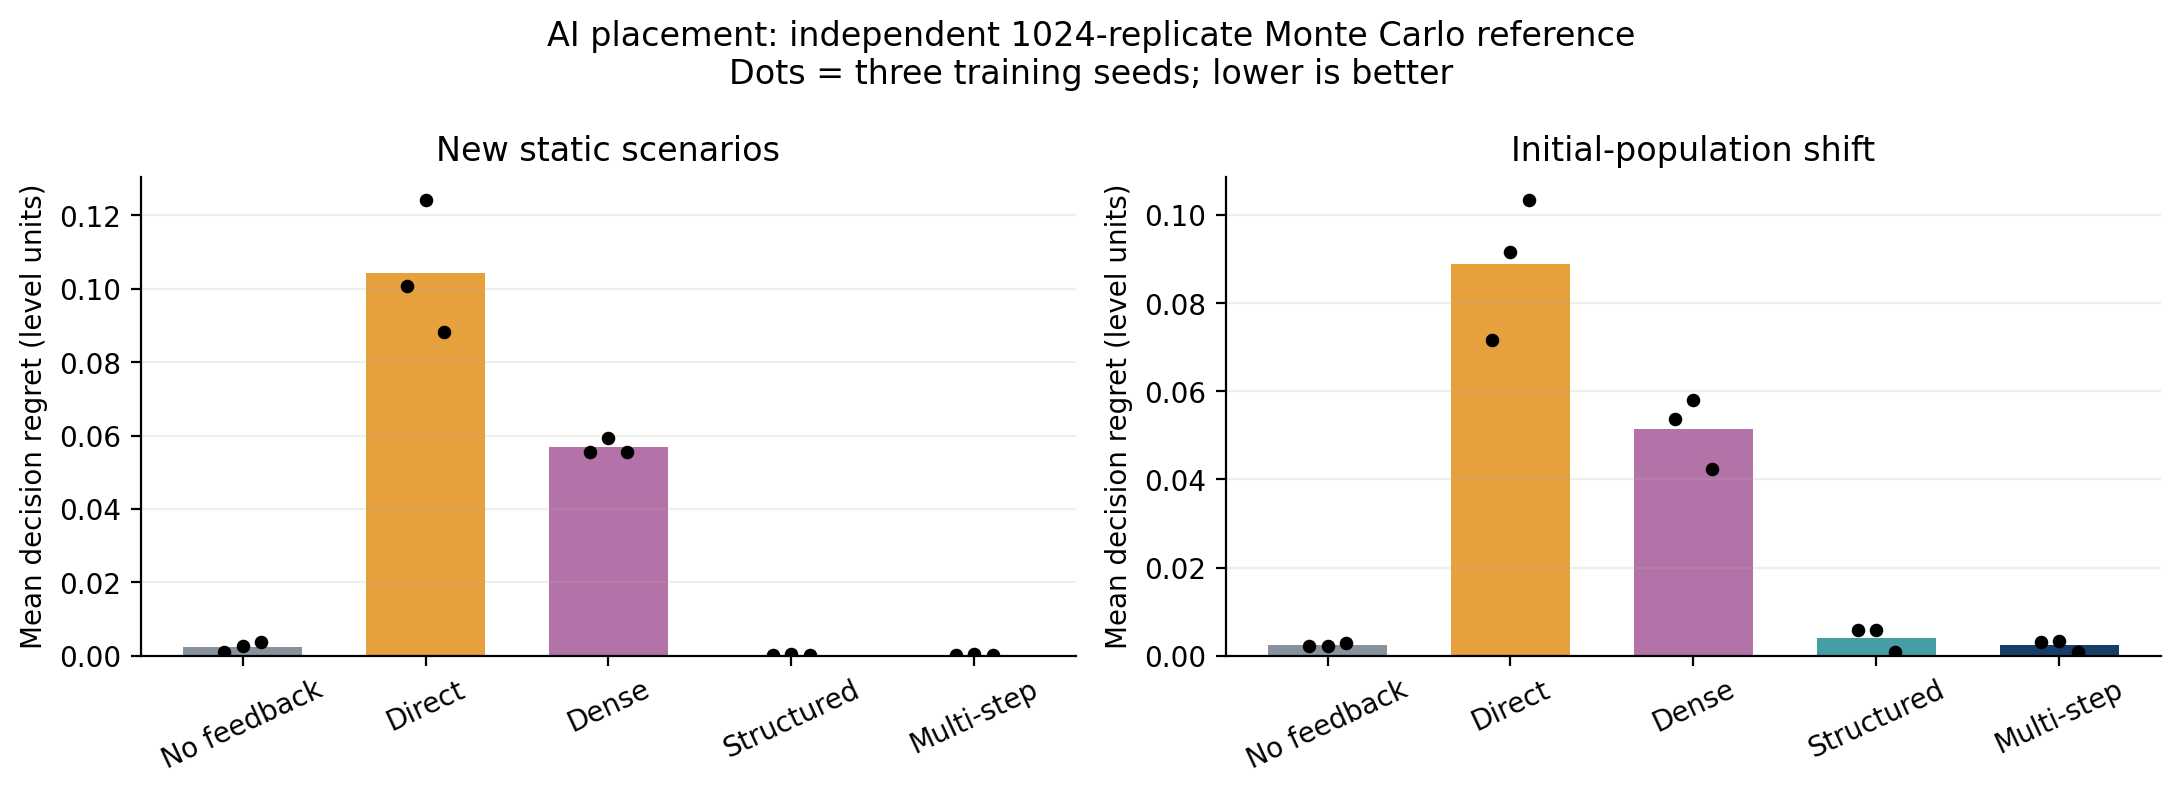 AI placement: independent 1024-replicate Monte Carlo reference
Dots = three training seeds; lower is better
New static scenarios
Mean decision regret (level units)
0.12
0.10
0.08
0.06
0.04
0.02
0.00
No feedback
Direct
Dense
Structured
Multi-step
Initial-population shift
Mean decision regret (level units)
0.10
0.08
0.06
0.04
0.02
0.00
No feedback
Direct
Dense
Structured
Multi-step